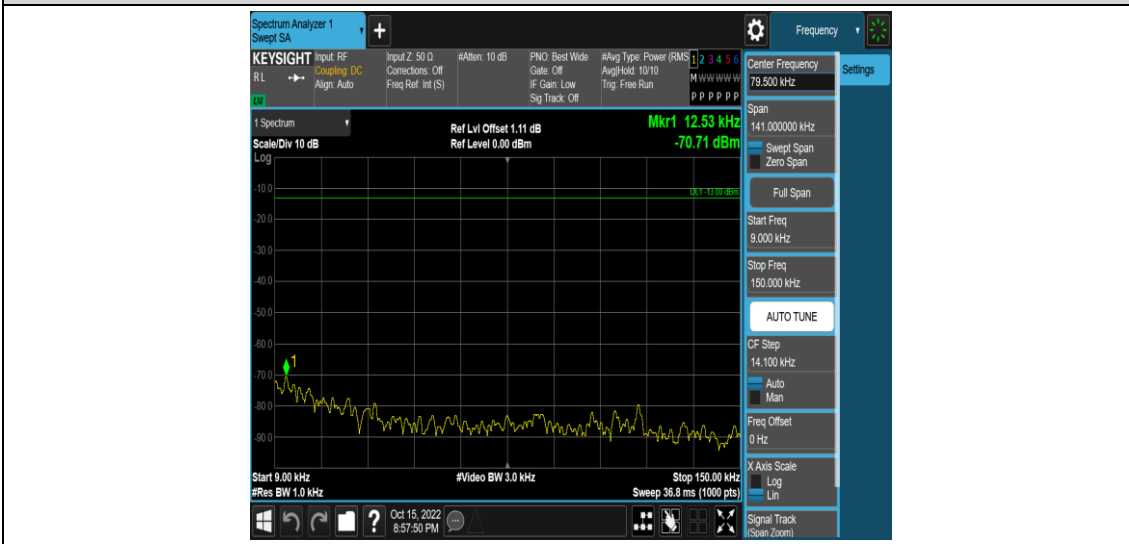 Spectrum Analyzer 1
Swept SA
+
Frequency
KEYSIGHT
RL
LXI
Input: RF
Coupling: DC
Align: Auto
Input Z: 50 Ω
Corrections: Off
Freq Ref: Int (S)
#Atten: 10 dB
PNO: Best Wide
Gate: Off
IF Gain: Low
Sig Track: Off
#Avg Type: Power (RMS
Avg|Hold: 10/10
Trig: Free Run
1 2 3 4 5 6
M W W W W W
P P P P P P
1 Spectrum
Scale/Div 10 dB
Log
Ref Lvl Offset 1.11 dB
Ref Level 0.00 dBm
Mkr1 12.53 kHz
-70.71 dBm
DL1 -13.00 dBm
-10.0
-20.0
-30.0
-40.0
-50.0
-60.0
-70.0
-80.0
-90.0
1
Start 9.00 kHz
#Res BW 1.0 kHz
#Video BW 3.0 kHz
Stop 150.00 kHz
Sweep 36.8 ms (1000 pts)
?
Oct 15, 2022
8:57:50 PM
Center Frequency
79.500 kHz
Settings
Span
141.000000 kHz
Swept Span
Zero Span
Full Span
Start Freq
9.000 kHz
Stop Freq
150.000 kHz
AUTO TUNE
CF Step
14.100 kHz
Auto
Man
Freq Offset
0 Hz
X Axis Scale
Log
Lin
Signal Track
(Span Zoom)